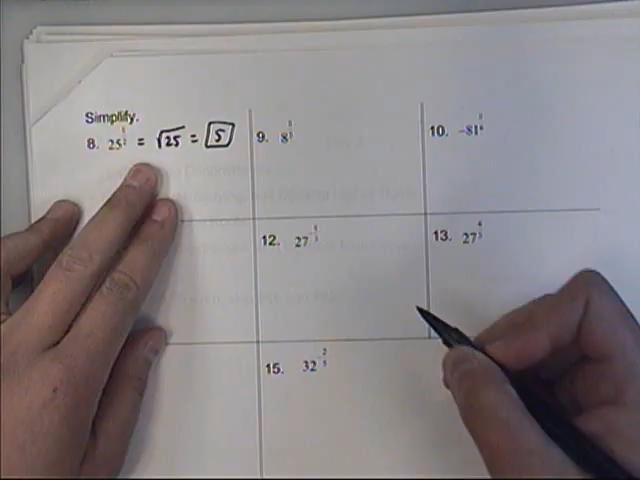 Simplify.
8. 25^(1/2) = √25 = 5
9. 8^(1/3)
10. -81^(1/4)
12. 27^(-1/3)
13. 27^(4/3)
15. 32^(-2/5)